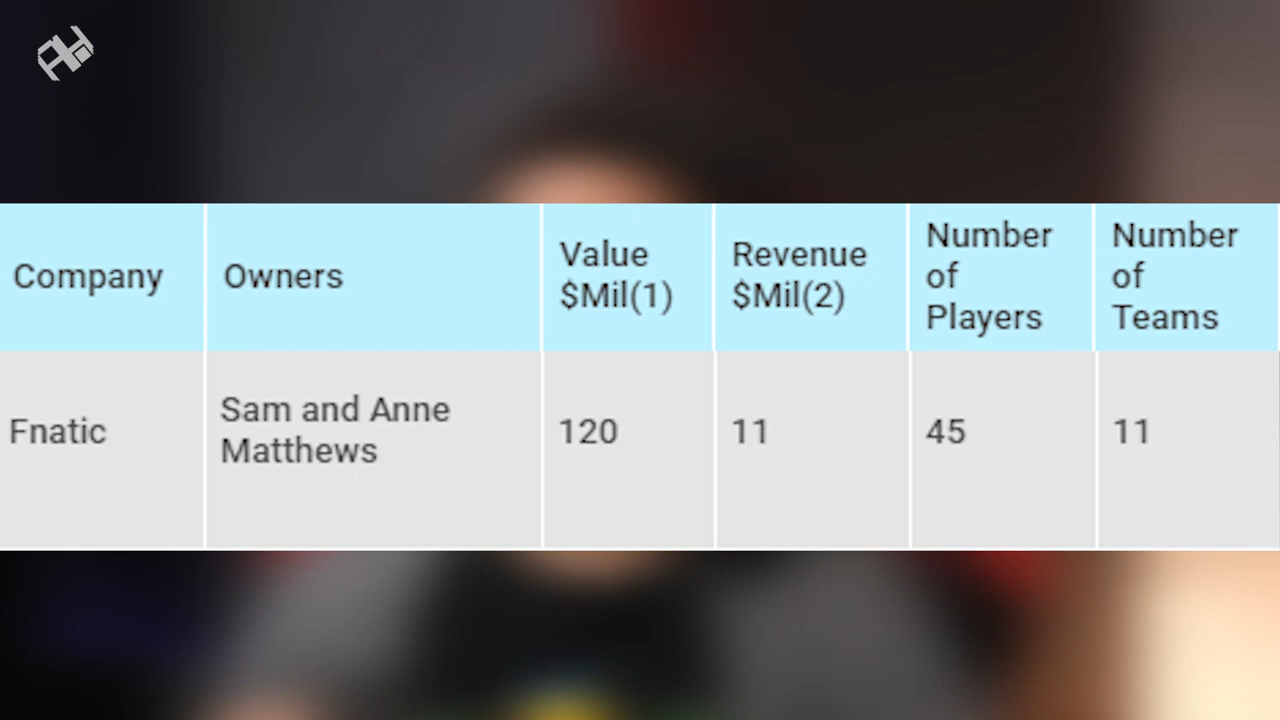 Company Owners Value $Mil(1) Revenue $Mil(2) Number of Players Number of Teams
Fnatic Sam and Anne Matthews 120 11 45 11